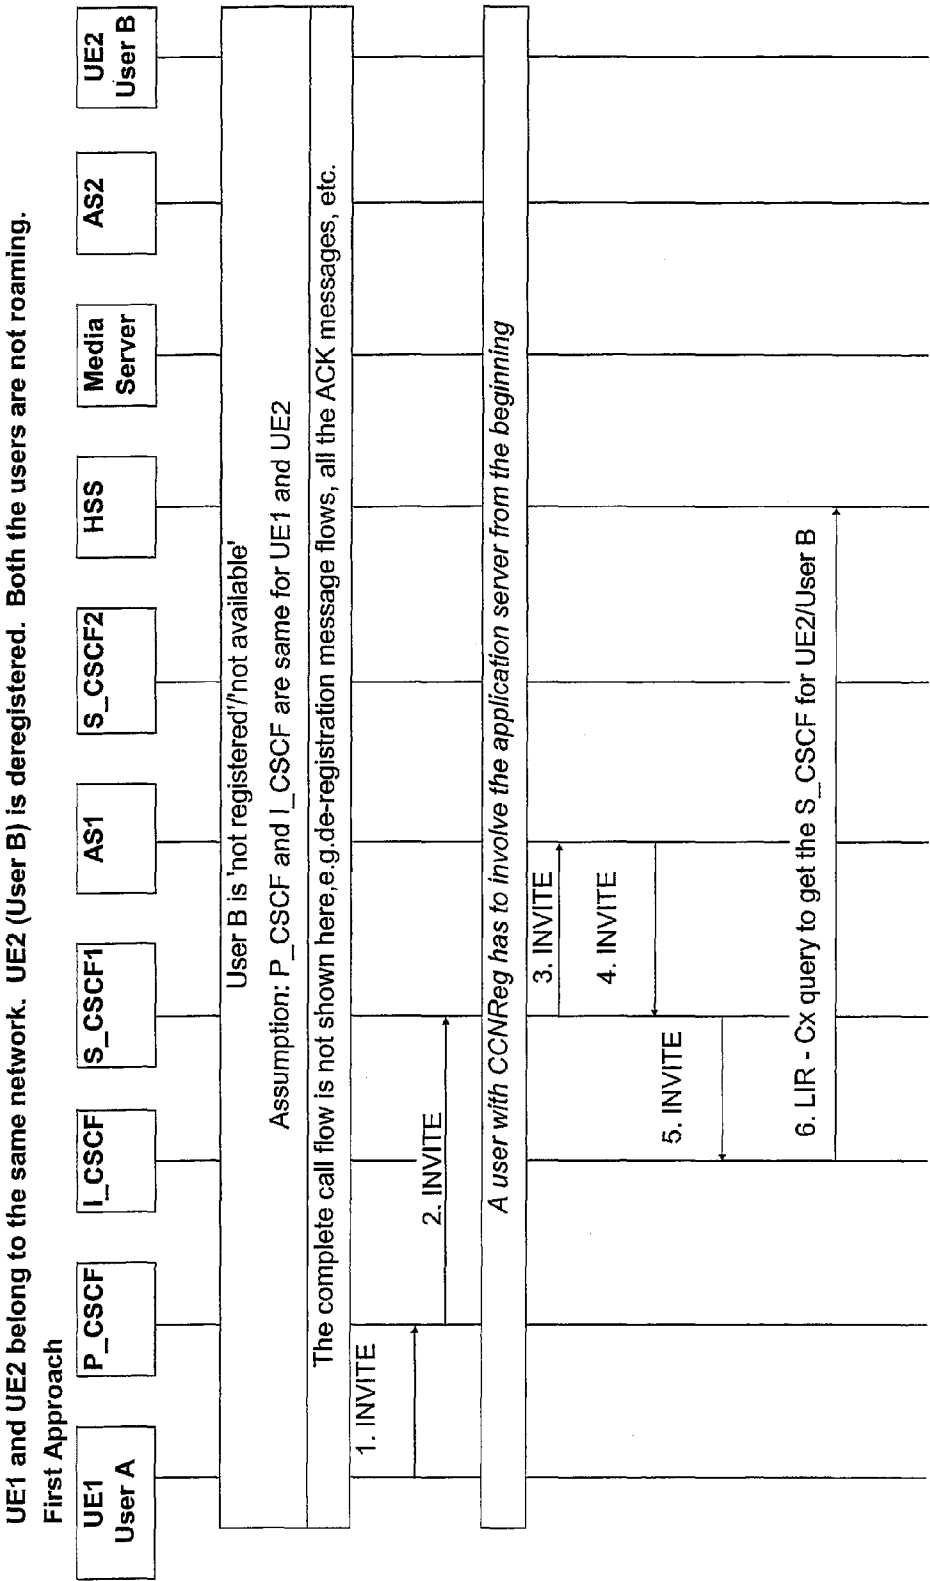 UE1 and UE2 belong to the same network. UE2 (User B) is deregistered. Both the users are not roaming.
First Approach
UE1
User A
P_CSCF
I_CSCF
S_CSCF1
AS1
S_CSCF2
HSS
Media
Server
AS2
UE2
User B
User B is 'not registered'/'not available'
Assumption: P_CSCF and I_CSCF are same for UE1 and UE2
The complete call flow is not shown here,e.g.de-registration message flows, all the ACK messages, etc.
1. INVITE
2. INVITE
A user with CCNReg has to involve the application server from the beginning
3. INVITE
4. INVITE
5. INVITE
6. LIR - Cx query to get the S_CSCF for UE2/User B